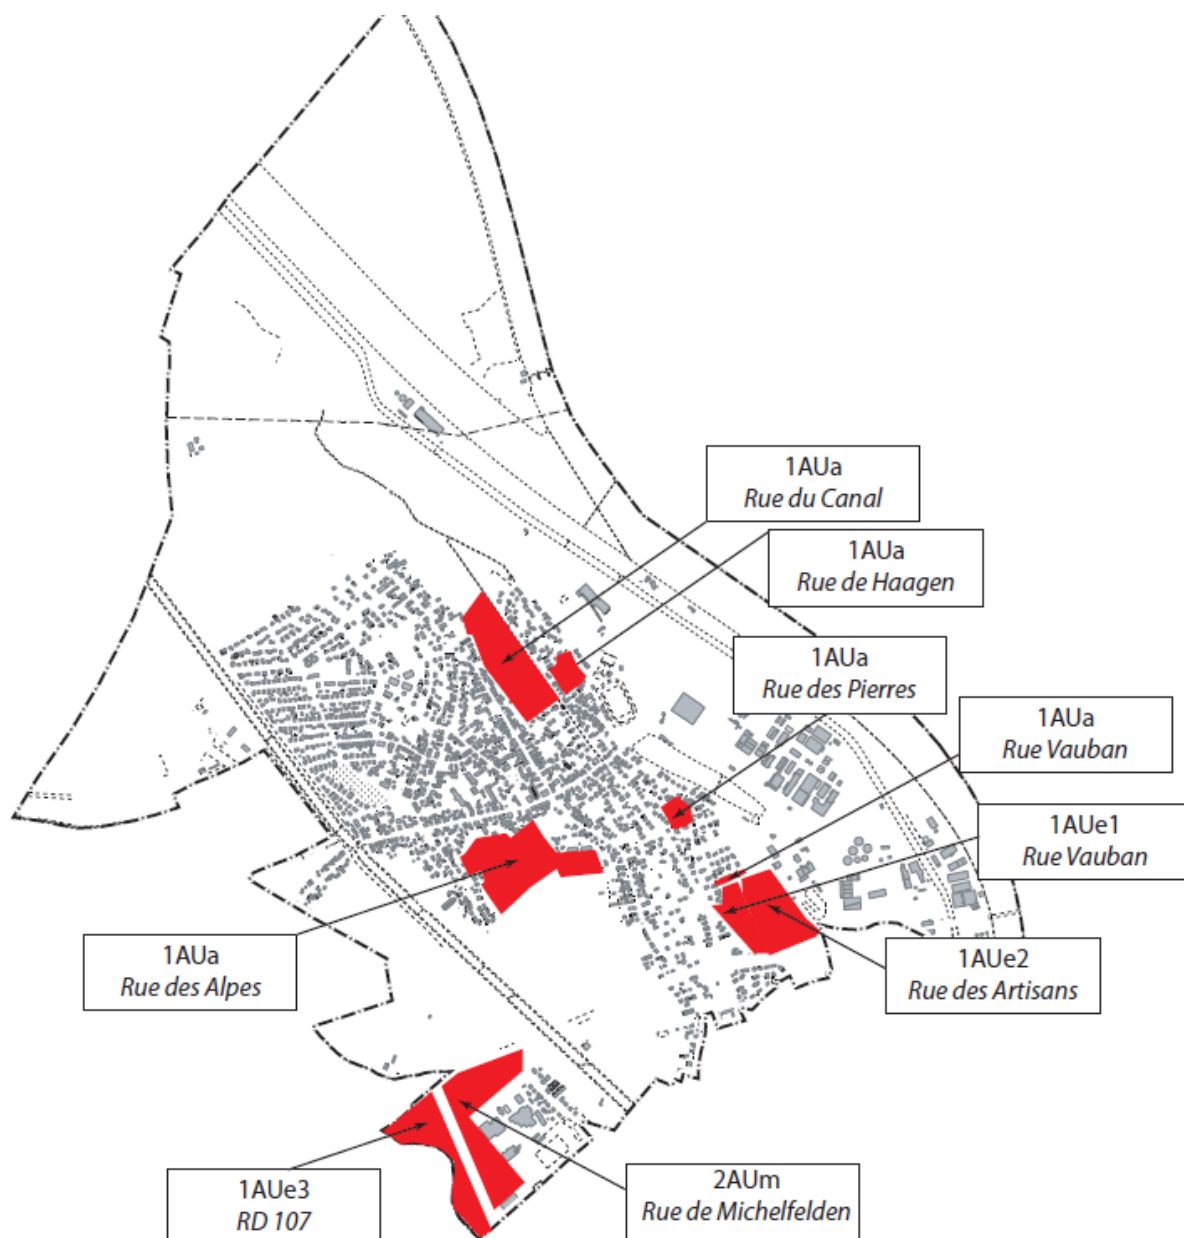 1AUa
Rue du Canal
1AUa
Rue de Haagen
1AUa
Rue des Pierres
1AUa
Rue Vauban
1AUe1
Rue Vauban
1AUa
Rue des Alpes
1AUe2
Rue des Artisans
1AUe3
RD 107
2AUm
Rue de Michelfelden